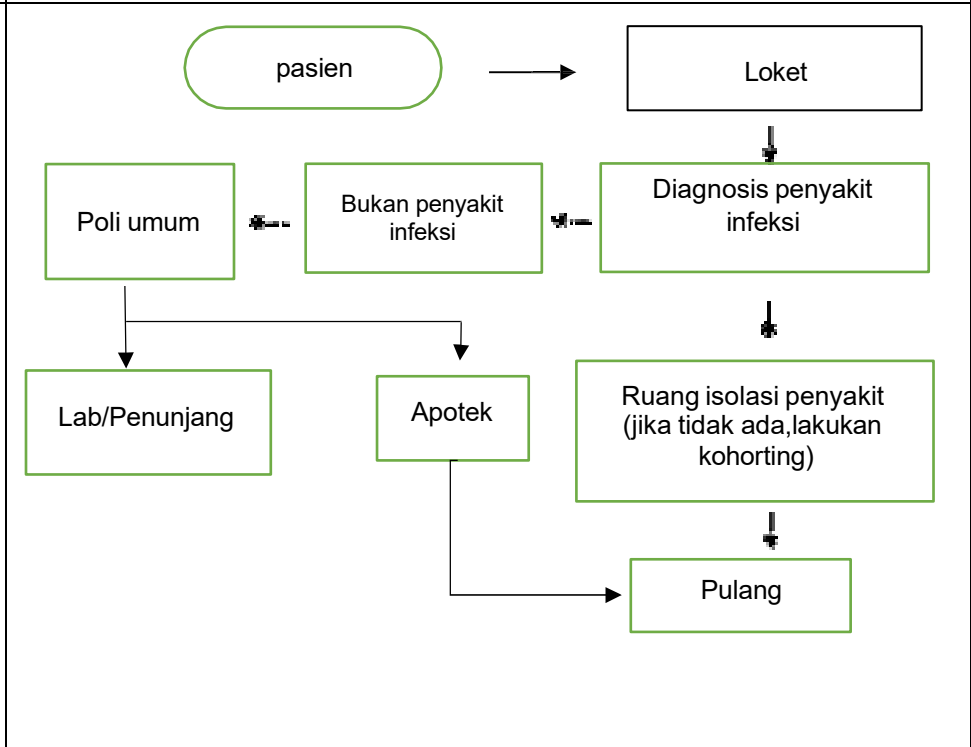 pasien
Loket
Diagnosis penyakit
infeksi
Bukan penyakit
infeksi
Poli umum
Lab/Penunjang
Apotek
Ruang isolasi penyakit
(jika tidak ada,lakukan
kohorting)
Pulang